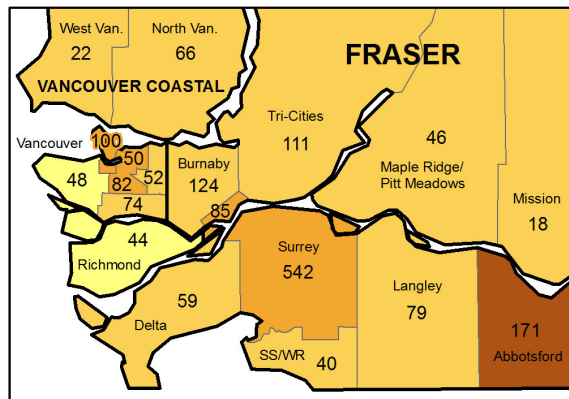 West Van.
22
North Van.
66
VANCOUVER COASTAL
FRASER
Tri-Cities
111
46
Maple Ridge/
Pitt Meadows
Mission
18
Vancouver
100
50
48
82
52
74
Burnaby
124
85
44
Richmond
Surrey
542
59
Delta
Langley
79
SS/WR
40
171
Abbotsford